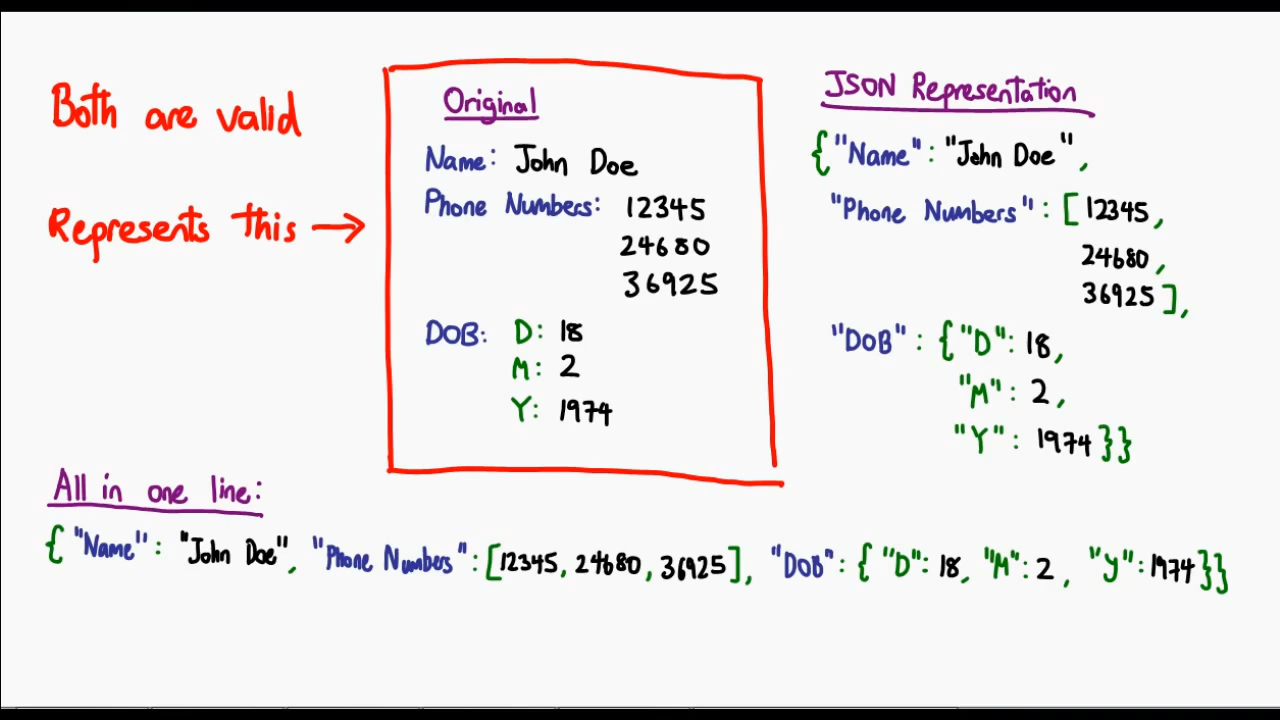 Both are valid
Represents this →
Original
Name: John Doe
Phone Numbers: 12345
24680
36925
DOB: D: 18
M: 2
Y: 1974
JSON Representation
{"Name": "John Doe",
"Phone Numbers": [12345,
24680,
36925],
"DOB": {"D": 18,
"M": 2,
"Y": 1974}}
All in one line:
{"Name": "John Doe", "Phone Numbers": [12345, 24680, 36925], "DOB": {"D": 18, "M": 2, "y": 1974}}